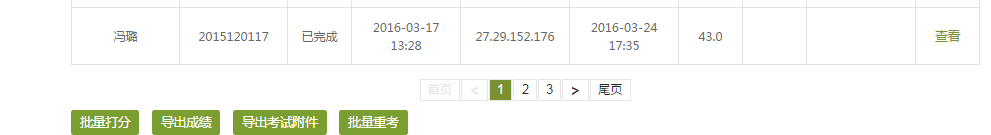 冯璐 2015120117 已完成 2016-03-17 13:28 27.29.152.176 2016-03-24 17:35 43.0 查看
首页 < 1 2 3 > 尾页
批量打分 导出成绩 导出考试附件 批量重考